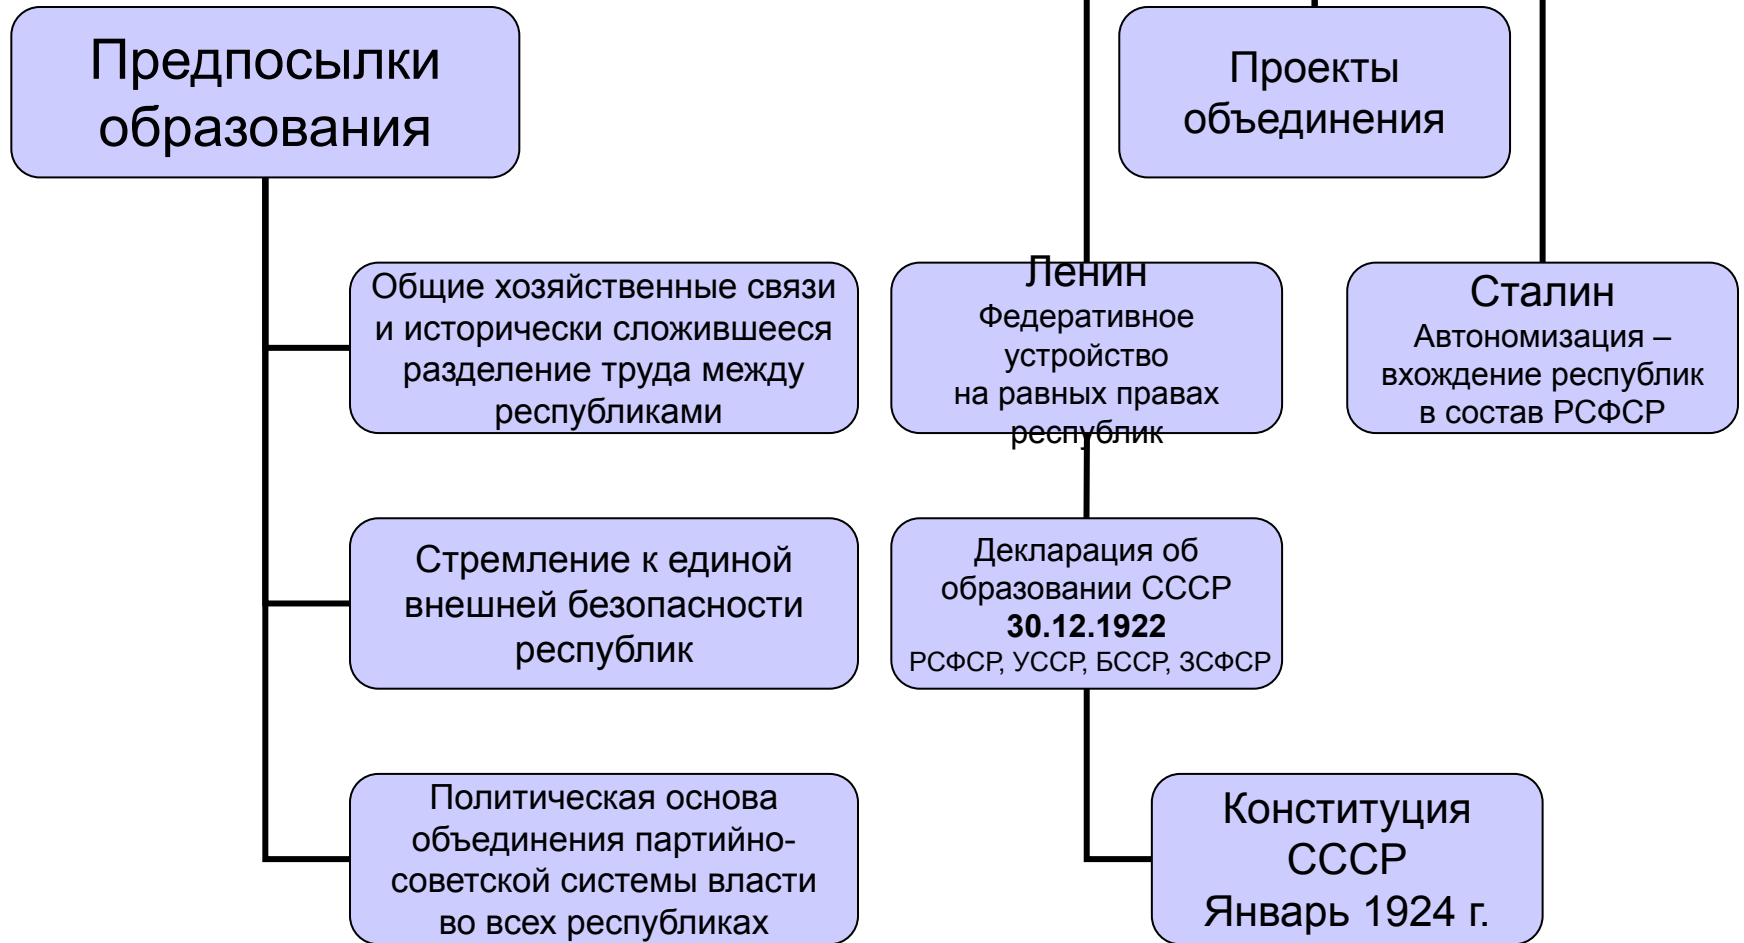 Предпосылки
образования
Общие хозяйственные связи
и исторически сложившееся
разделение труда между
республиками
Стремление к единой
внешней безопасности
республик
Политическая основа
объединения партийно-
советской системы власти
во всех республиках
Проекты
объединения
Ленин
Федеративное
устройство
на равных правах
республик
Сталин
Автономизация –
вхождение республик
в состав РСФСР
Декларация об
образовании СССР
30.12.1922
РСФСР, УССР, БССР, ЗСФСР
Конституция
СССР
Январь 1924 г.